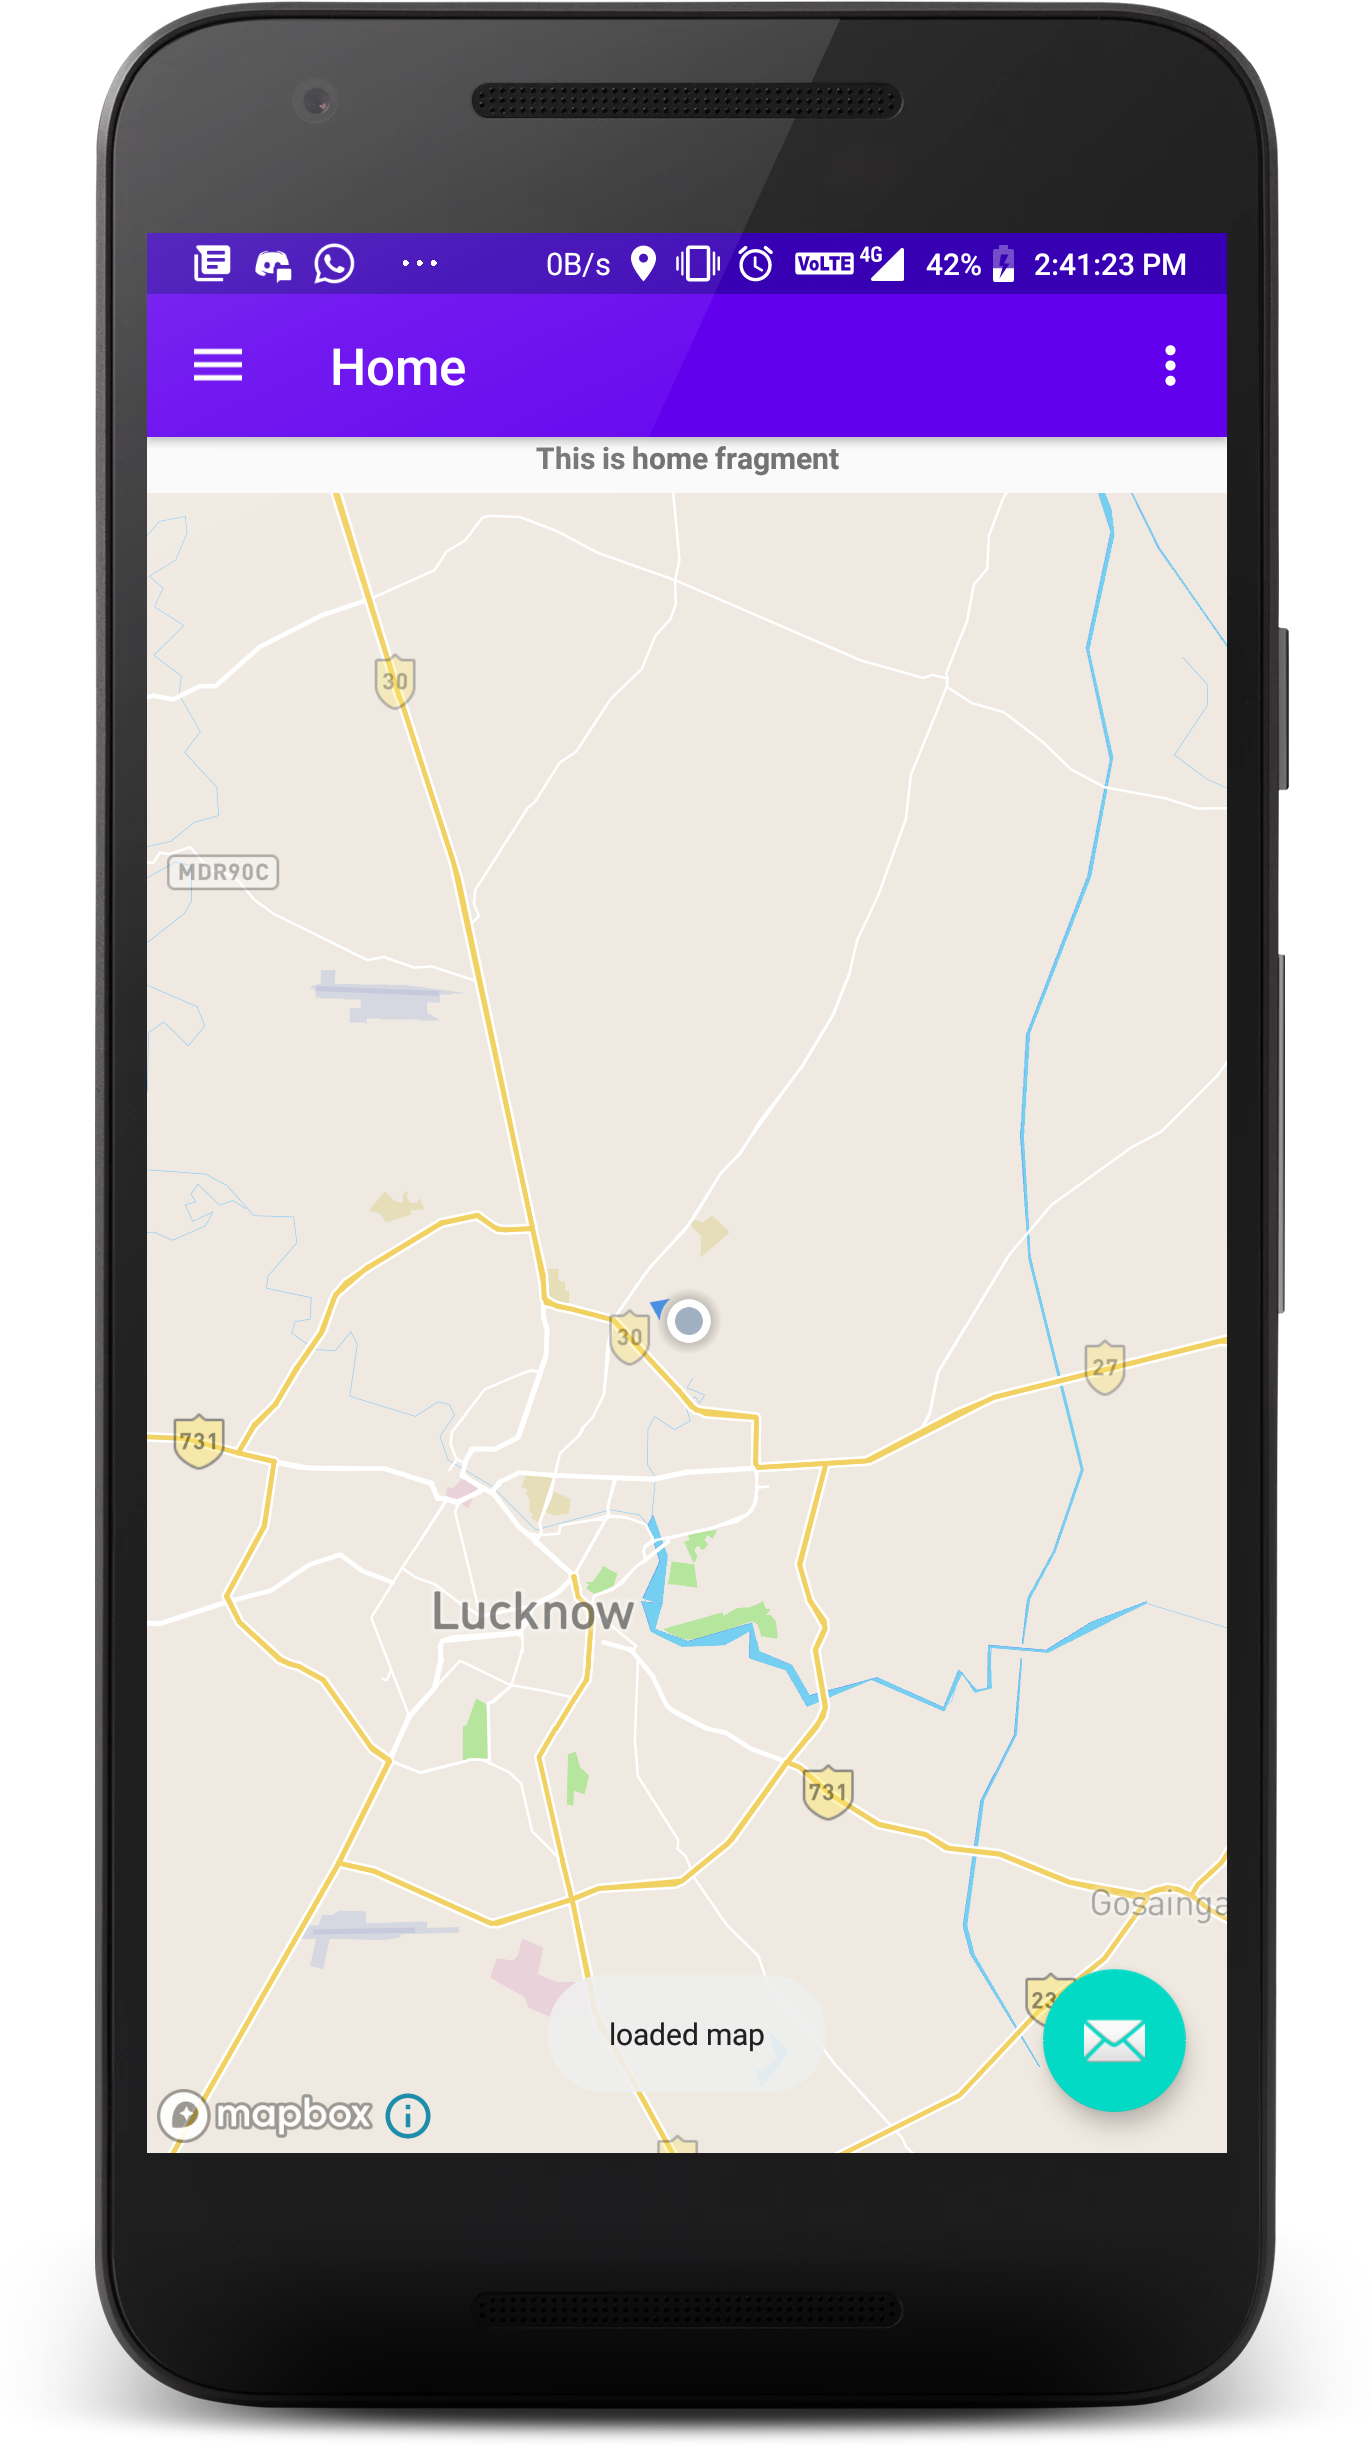 0B/s VoLTE 4G 42% 2:41:23 PM
Home
This is home fragment
30
MDR90C
30
27
731
Lucknow
731
Gosainga
23
loaded map
mapbox